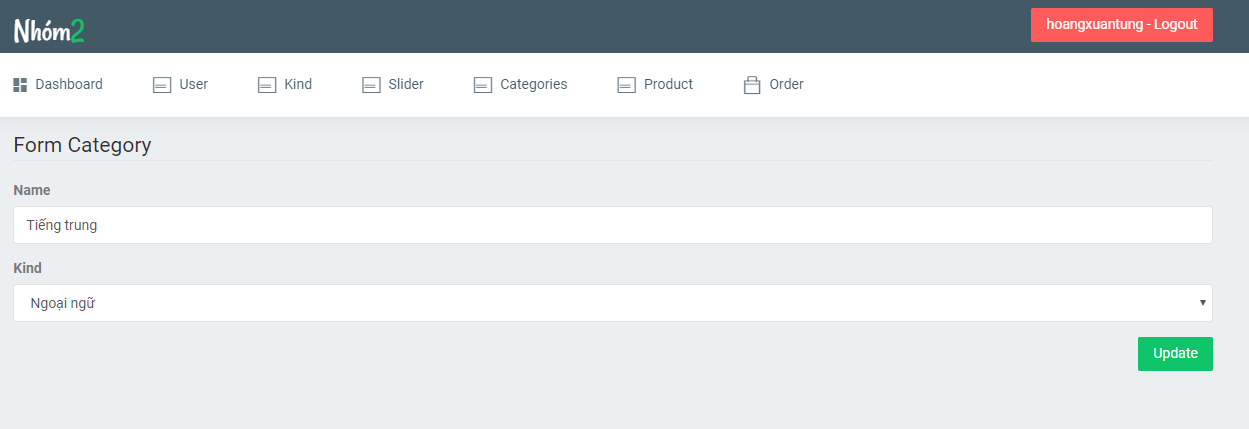 Nhóm2
hoangxuantung - Logout
Dashboard User Kind Slider Categories Product Order
Form Category
Name
Tiếng trung
Kind
Ngoại ngữ
Update